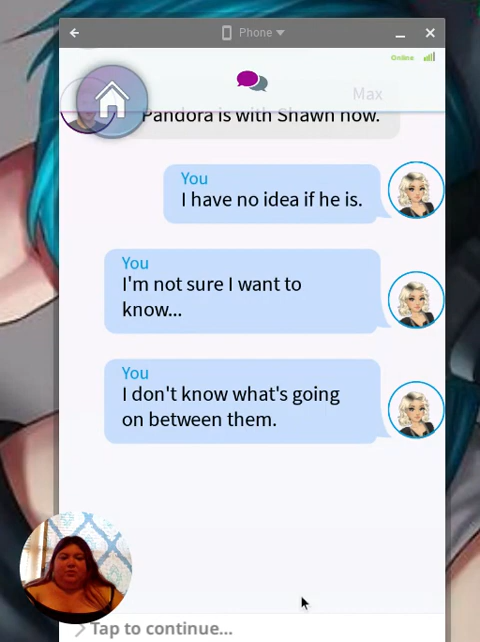 Phone
Online
Max
Pandora is with Shawn now.
You
I have no idea if he is.
You
I'm not sure I want to
know...
You
I don't know what's going
on between them.
Tap to continue...